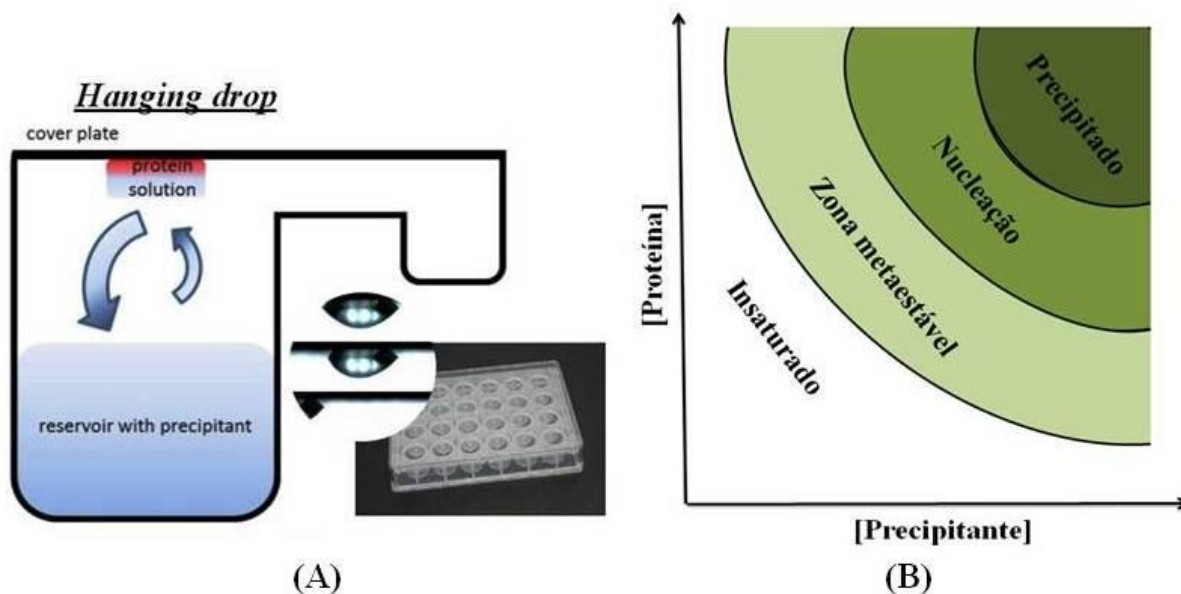 Hanging drop
cover plate
protein
solution
reservoir with precipitant
(A)
[Proteína]
Precipitado
Nucleação
Zona metaestável
Insaturado
[Precipitante]
(B)